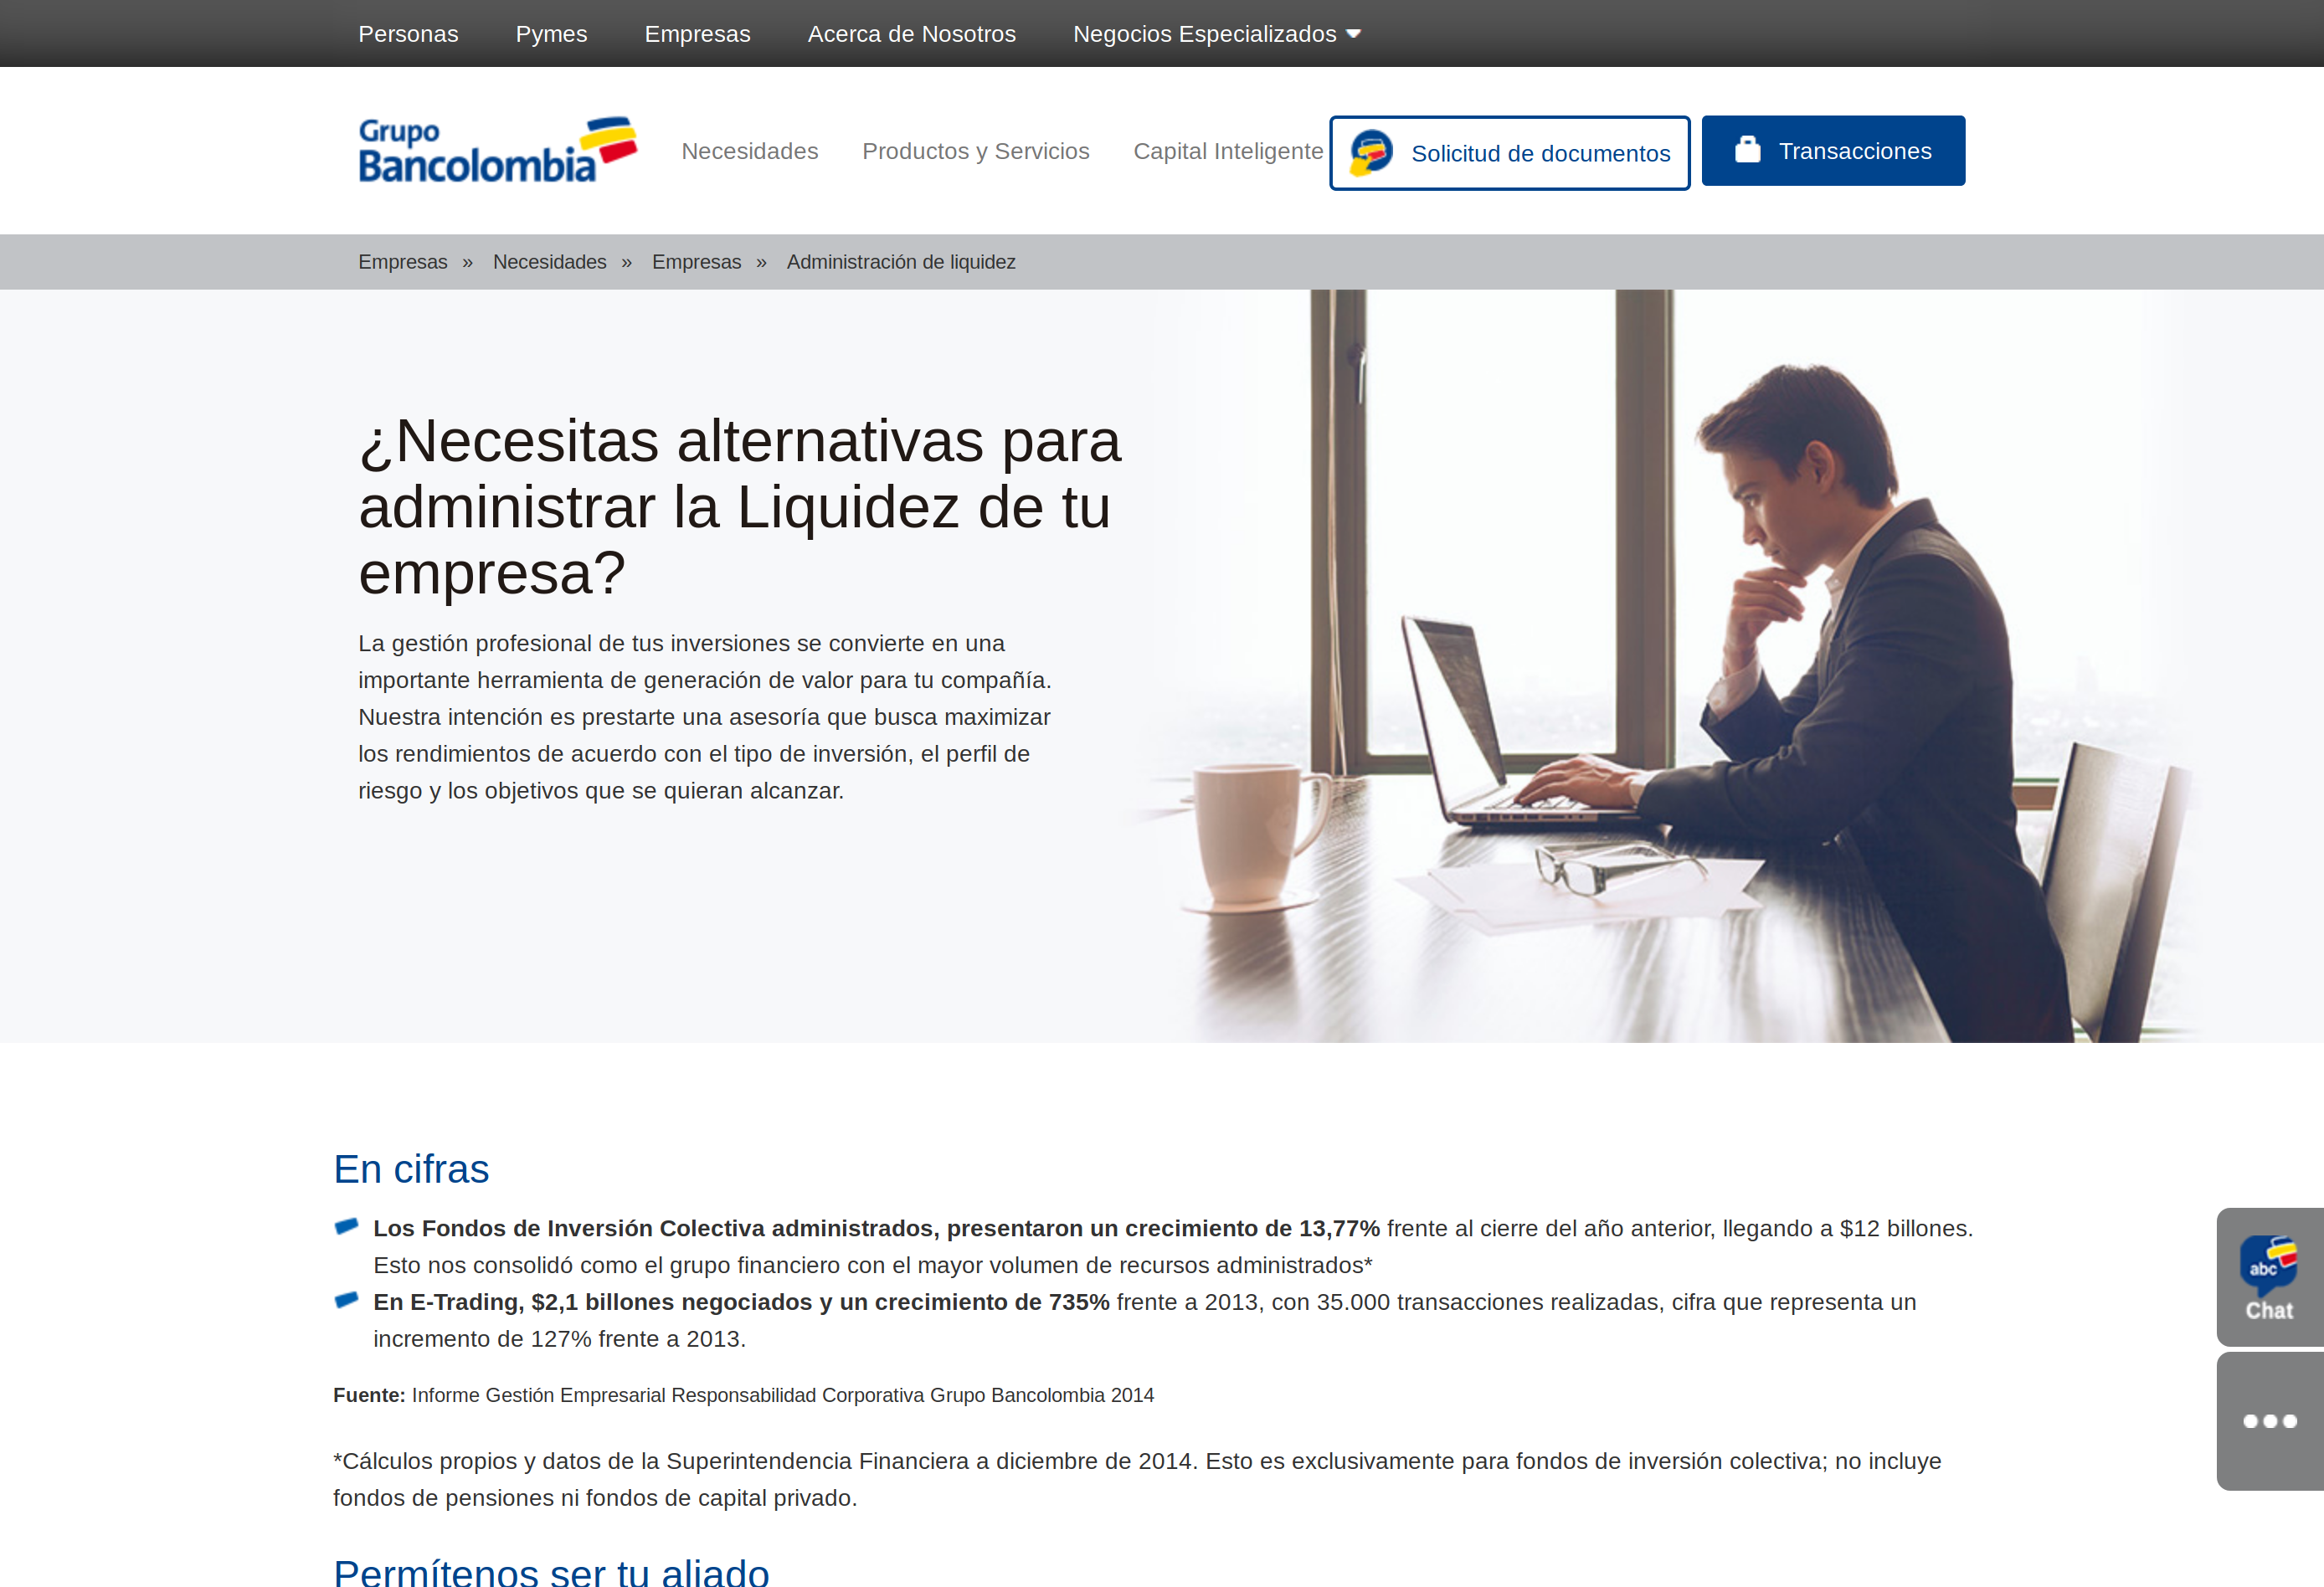 Personas Pymes Empresas Acerca de Nosotros Negocios Especializados
Grupo
Bancolombia
Necesidades Productos y Servicios Capital Inteligente Solicitud de documentos Transacciones
Empresas » Necesidades » Empresas » Administración de liquidez
¿Necesitas alternativas para
administrar la Liquidez de tu
empresa?
La gestión profesional de tus inversiones se convierte en una
importante herramienta de generación de valor para tu compañía.
Nuestra intención es prestarte una asesoría que busca maximizar
los rendimientos de acuerdo con el tipo de inversión, el perfil de
riesgo y los objetivos que se quieran alcanzar.
En cifras
Los Fondos de Inversión Colectiva administrados, presentaron un crecimiento de 13,77% frente al cierre del año anterior, llegando a $12 billones.
Esto nos consolidó como el grupo financiero con el mayor volumen de recursos administrados*
En E-Trading, $2,1 billones negociados y un crecimiento de 735% frente a 2013, con 35.000 transacciones realizadas, cifra que representa un
incremento de 127% frente a 2013.
abc
Chat
Fuente: Informe Gestión Empresarial Responsabilidad Corporativa Grupo Bancolombia 2014
*Cálculos propios y datos de la Superintendencia Financiera a diciembre de 2014. Esto es exclusivamente para fondos de inversión colectiva; no incluye
fondos de pensiones ni fondos de capital privado.
Permítenos ser tu aliado